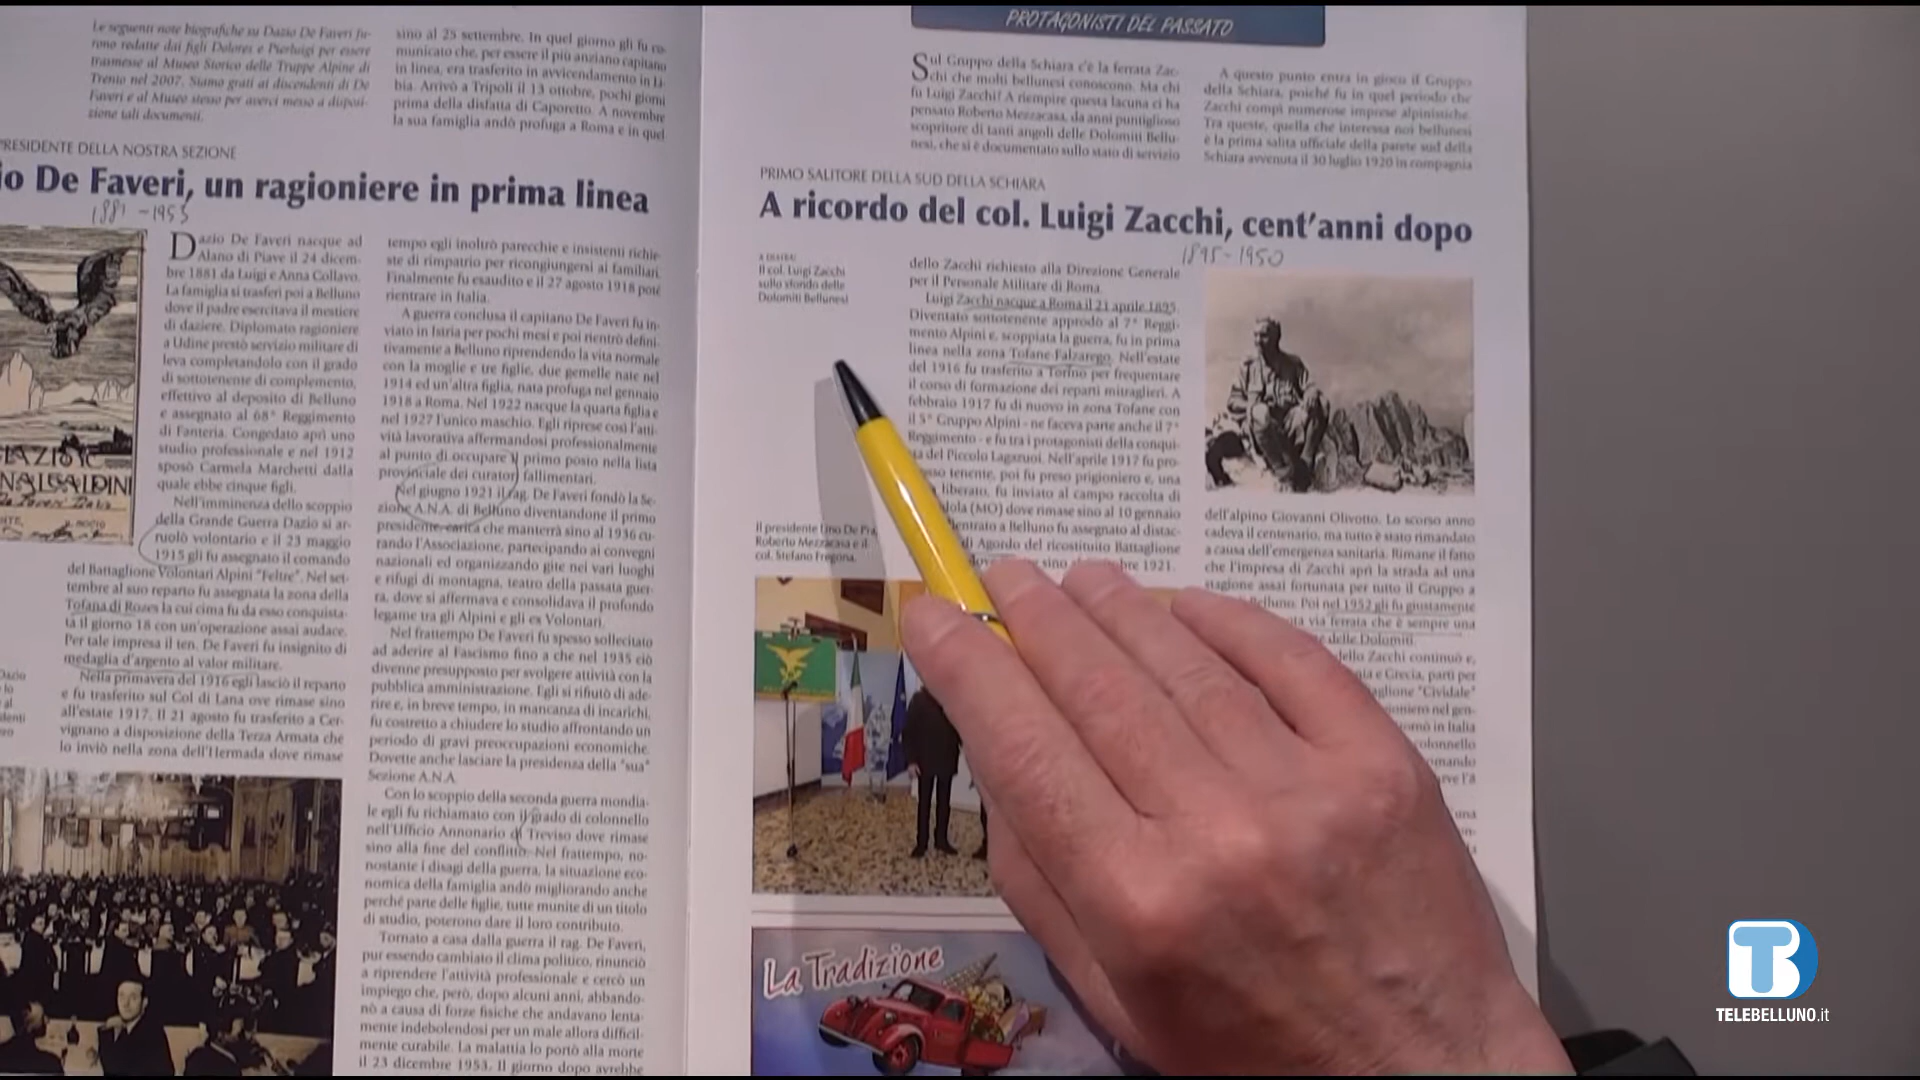 Le seguenti note biografiche su Dazio De Faveri fu-
rono redatte dai figli Dolores e Pierluigi per essere
trasmesse al Museo Storico delle Truppe Alpine di
Trento nel 2007. Siamo grati ai discendenti di De
Faveri e al Museo stesso per averci messo a disposi-
zione tali documenti.
sino al 25 settembre. In quel giorno gli fu co-
municato che, per essere il più anziano capitano
in linea, era trasferito in avvicendamento in Li-
bia. Arrivò a Tripoli il 13 ottobre, pochi giorni
prima della disfatta di Caporetto. A novembre
la sua famiglia andò profuga a Roma e in quel
RESIDENTE DELLA NOSTRA SEZIONE
io De Faveri, un ragioniere in prima linea
1881 - 1953
Dazio De Faveri nacque ad
Alano di Piave il 24 dicem-
bre 1881 da Luigi e Anna Collavo.
La famiglia si trasferì poi a Belluno
dove il padre esercitava il mestiere
di daziere. Diplomato ragioniere
a Udine prestò servizio militare di
leva completandolo con il grado
di sottotenente di complemento,
effettivo al deposito di Belluno
e assegnato al 68° Reggimento
di Fanteria. Congedato aprì uno
studio professionale e nel 1912
sposò Carmela Marchetti dalla
quale ebbe cinque figli.
Nell'imminenza dello scoppio
della Grande Guerra Dazio si ar-
ruolò volontario e il 23 maggio
1915 gli fu assegnato il comando
del Battaglione Volontari Alpini "Feltre". Nel set-
tembre al suo reparto fu assegnata la zona della
Tofana di Rozes la cui cima fu da esso conquista-
ta il giorno 18 con un'operazione assai audace.
Per tale impresa il ten. De Faveri fu insignito di
medaglia d'argento al valor militare.
Nella primavera del 1916 egli lasciò il reparto
e fu trasferito sul Col di Lana ove rimase sino
all'estate 1917. Il 21 agosto fu trasferito a Cer-
vignano a disposizione della Terza Armata che
lo inviò nella zona dell'Hermada dove rimase
tempo egli inoltrò parecchie e insistenti richie-
ste di rimpatrio per ricongiungersi ai familiari.
Finalmente fu esaudito e il 27 agosto 1918 poté
rientrare in Italia.
A guerra conclusa il capitano De Faveri fu in-
viato in Istria per pochi mesi e poi rientrò defini-
tivamente a Belluno riprendendo la vita normale
con la moglie e tre figlie, due gemelle nate nel
1914 ed un'altra figlia, nata profuga nel gennaio
1918 a Roma. Nel 1922 nacque la quarta figlia e
nel 1927 l'unico maschio. Egli riprese così l'atti-
vità lavorativa affermandosi professionalmente
al punto di occupare il primo posto nella lista
provinciale dei curatori fallimentari.
Nel giugno 1921 il rag. De Faveri fondò la Se-
zione A.N.A. di Belluno diventandone il primo
presidente, carica che manterrà sino al 1936 cu-
rando l'Associazione, partecipando ai convegni
nazionali ed organizzando gite nei vari luoghi
e rifugi di montagna, teatro della passata guer-
ra, dove si affermava e consolidava il profondo
legame tra gli Alpini e gli ex Volontari.
Nel frattempo De Faveri fu spesso sollecitato
ad aderire al Fascismo fino a che nel 1935 ciò
divenne presupposto per svolgere attività con la
pubblica amministrazione. Egli si rifiutò di ade-
rire e, in breve tempo, in mancanza di incarichi,
fu costretto a chiudere lo studio affrontando un
periodo di gravi preoccupazioni economiche.
Dovette anche lasciare la presidenza della "sua"
Sezione A.N.A.
Con lo scoppio della seconda guerra mondia-
le egli fu richiamato con il grado di colonnello
nell'Ufficio Annonario di Treviso dove rimase
sino alla fine del conflitto. Nel frattempo, no-
nostante i disagi della guerra, la situazione eco-
nomica della famiglia andò migliorando anche
perché parte delle figlie, tutte munite di un titolo
di studio, poterono dare il loro contributo.
Tornato a casa dalla guerra il rag. De Faveri,
pur essendo cambiato il clima politico, rinunciò
a riprendere l'attività professionale e cercò un
impiego che, però, dopo alcuni anni, abbando-
nò a causa di forze fisiche che andavano lenta-
mente indebolendosi per un male allora difficil-
mente curabile. La malattia lo portò alla morte
il 23 dicembre 1953. Il giorno dopo avrebbe
PROTAGONISTI DEL PASSATO
Sul Gruppo della Schiara c'è la ferrata Zac-
chi che molti bellunesi conoscono. Ma chi
fu Luigi Zacchi? A riempire questa lacuna ci ha
pensato Roberto Mezzacasa, da anni puntiglioso
scopritore di tanti angoli delle Dolomiti Bellu-
nesi, che si è documentato sullo stato di servizio
A questo punto entra in gioco il Gruppo
della Schiara, poiché fu in quel periodo che
Zacchi compì numerose imprese alpinistiche.
Tra queste, quella che interessa noi bellunesi
è la prima salita ufficiale della parete sud della
Schiara avvenuta il 30 luglio 1920 in compagnia
PRIMO SALITORE DELLA SUD DELLA SCHIARA
A ricordo del col. Luigi Zacchi, cent'anni dopo
1895 - 1950
Il col. Luigi Zacchi
sullo sfondo delle
Dolomiti Bellunesi
dello Zacchi richiesto alla Direzione Generale
per il Personale Militare di Roma.
Luigi Zacchi nacque a Roma il 21 aprile 1895.
Diventato sottotenente approdò al 7° Reggi-
mento Alpini e, scoppiata la guerra, fu in prima
linea nella zona Tofane-Falzarego. Nell'estate
del 1916 fu trasferito a Torino per frequentare
il corso di formazione dei reparti mitraglieri. A
febbraio 1917 fu di nuovo in zona Tofane con
il 5° Gruppo Alpini - ne faceva parte anche il 7°
Reggimento - e fu tra i protagonisti della conqui-
ta del Piccolo Lagazuoi. Nell'aprile 1917 fu pro-
sso tenente, poi fu preso prigioniero e, una
liberato, fu inviato al campo raccolta di
dola (MO) dove rimase sino al 10 gennaio
ientrato a Belluno fu assegnato al distac-
di Agordo del ricostituito Battaglione
dov sino bre 1921.
Il presidente Lino De Pra,
Roberto Mezzacasa e il
col. Stefano Fregona.
dell'alpino Giovanni Olivotto. Lo scorso anno
cadeva il centenario, ma tutto è stato rimandato
a causa dell'emergenza sanitaria. Rimane il fatto
che l'impresa di Zacchi aprì la strada ad una
stagione assai fortunata per tutto il Gruppo a
Belluno. Poi nel 1952 gli fu giustamente
ta via ferrata che è sempre una
delle Dolomiti.
dello Zacchi continuò e,
nia e Grecia, partì per
taglione "Cividale"
gioniero nel gen-
tornò in Italia
colonnello
omando
rve l'8
una
La Tradizione
TB
TELEBELLUNO.it